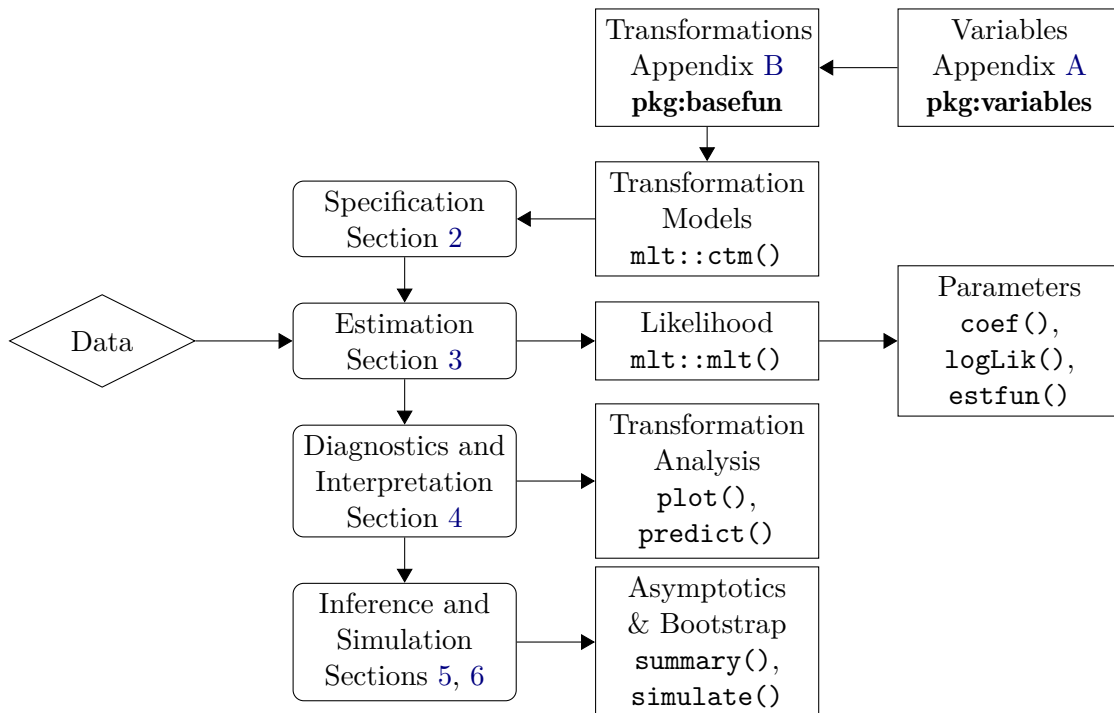 Transformations
Appendix B
pkg:basefun
Variables
Appendix A
pkg:variables
Specification
Section 2
Transformation
Models
mlt::ctm()
Data
Estimation
Section 3
Likelihood
mlt::mlt()
Parameters
coef(),
logLik(),
estfun()
Diagnostics and
Interpretation
Section 4
Transformation
Analysis
plot(),
predict()
Inference and
Simulation
Sections 5, 6
Asymptotics
& Bootstrap
summary(),
simulate()